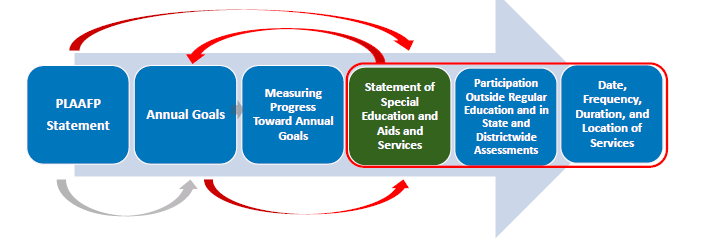 PLAAFP
Statement
Annual Goals
Measuring
Progress
Toward Annual
Goals
Statement of
Special
Education and
Aids and
Services
Participation
Outside Regular
Education and in
State and
Districtwide
Assessments
Date,
Frequency,
Duration, and
Location of
Services